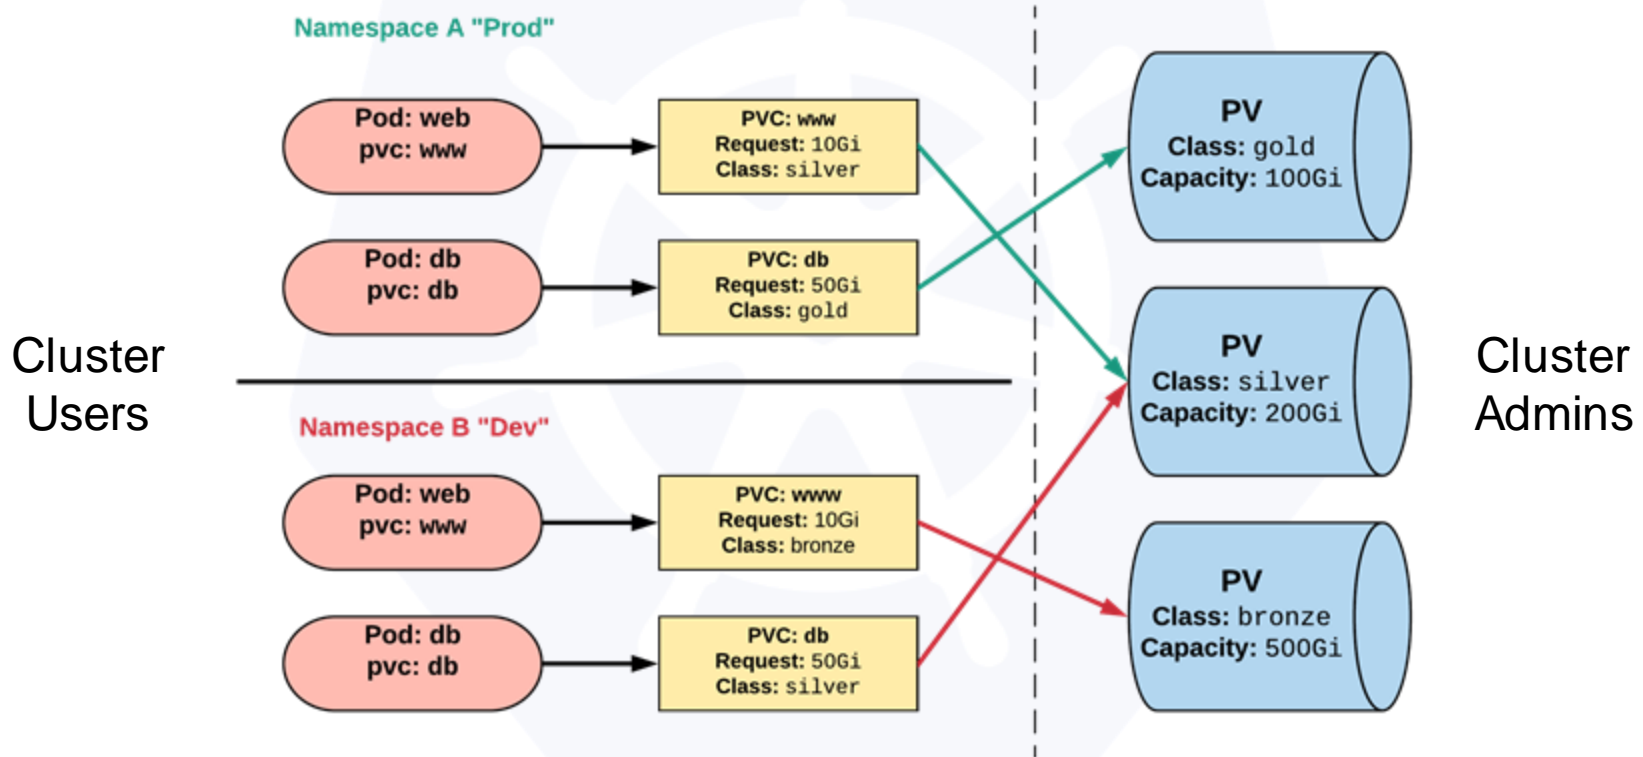 Namespace A "Prod"
Pod: web
pvc: www
PVC: www
Request: 10Gi
Class: silver
Pod: db
pvc: db
PVC: db
Request: 50Gi
Class: gold
Cluster
Users
Namespace B "Dev"
Pod: web
pvc: www
PVC: www
Request: 10Gi
Class: bronze
Pod: db
pvc: db
PVC: db
Request: 50Gi
Class: silver
PV
Class: gold
Capacity: 100Gi
PV
Class: silver
Capacity: 200Gi
PV
Class: bronze
Capacity: 500Gi
Cluster
Admins